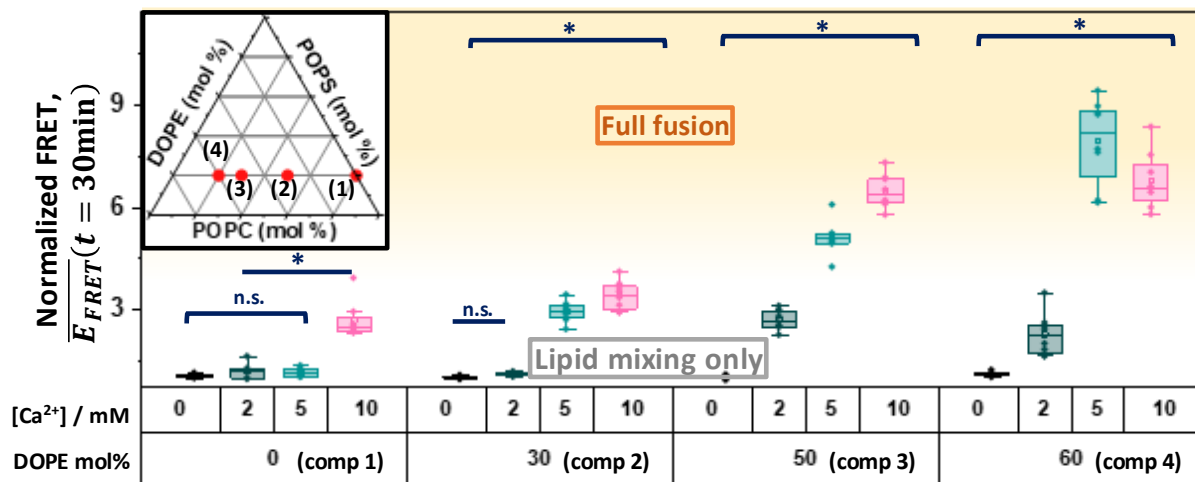 Normalized FRET,
E_FRET(t = 30min)
9
6
3
DOPE (mol %)
POPS (mol %)
POPC (mol %)
(4)
(3)
(2)
(1)
*
*
*
*
n.s.
n.s.
Full fusion
Lipid mixing only
[Ca²⁺] / mM 0 2 5 10 0 2 5 10 0 2 5 10 0 2 5 10
DOPE mol% 0 (comp 1) 30 (comp 2) 50 (comp 3) 60 (comp 4)